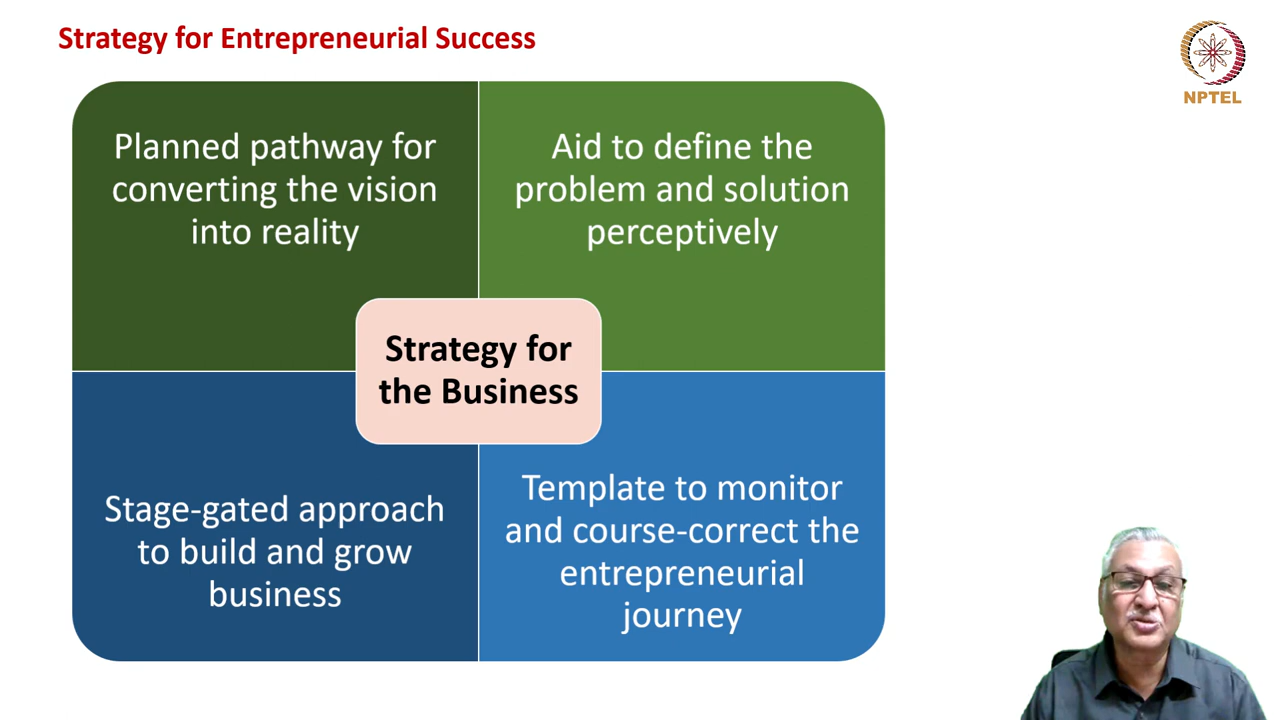 Strategy for Entrepreneurial Success
NPTEL
Planned pathway for
converting the vision
into reality
Aid to define the
problem and solution
perceptively
Strategy for
the Business
Stage-gated approach
to build and grow
business
Template to monitor
and course-correct the
entrepreneurial
journey